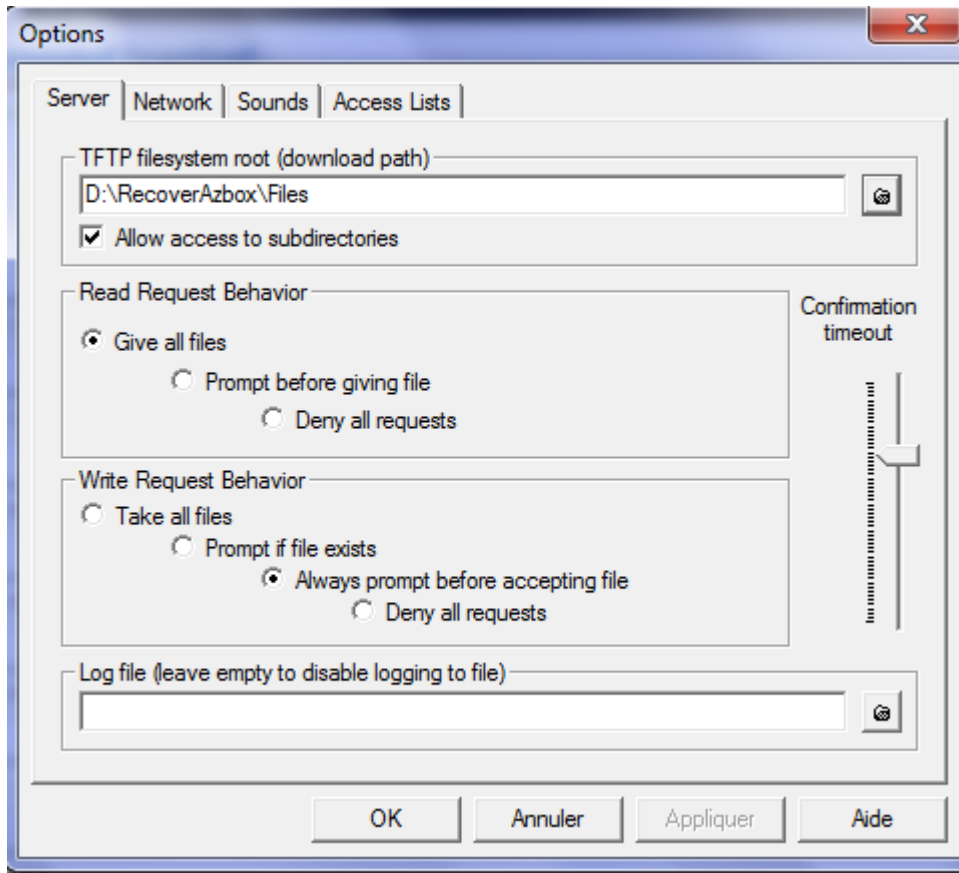 Options
Server Network Sounds Access Lists
TFTP filesystem root (download path)
D:\RecoverAzbox\Files
Allow access to subdirectories
Read Request Behavior
Give all files
Prompt before giving file
Deny all requests
Confirmation
timeout
Write Request Behavior
Take all files
Prompt if file exists
Always prompt before accepting file
Deny all requests
Log file (leave empty to disable logging to file)
OK Annuler Appliquer Aide